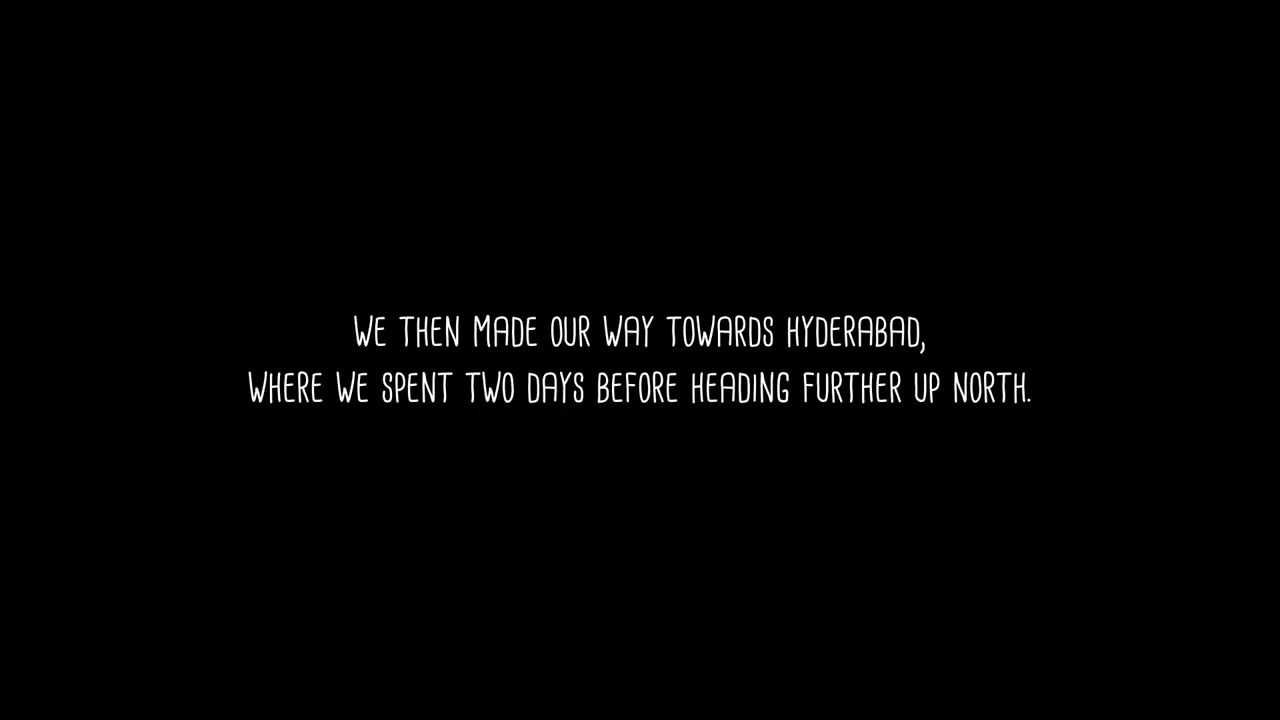 WE THEN MADE OUR WAY TOWARDS HYDERABAD,
WHERE WE SPENT TWO DAYS BEFORE HEADING FURTHER UP NORTH.